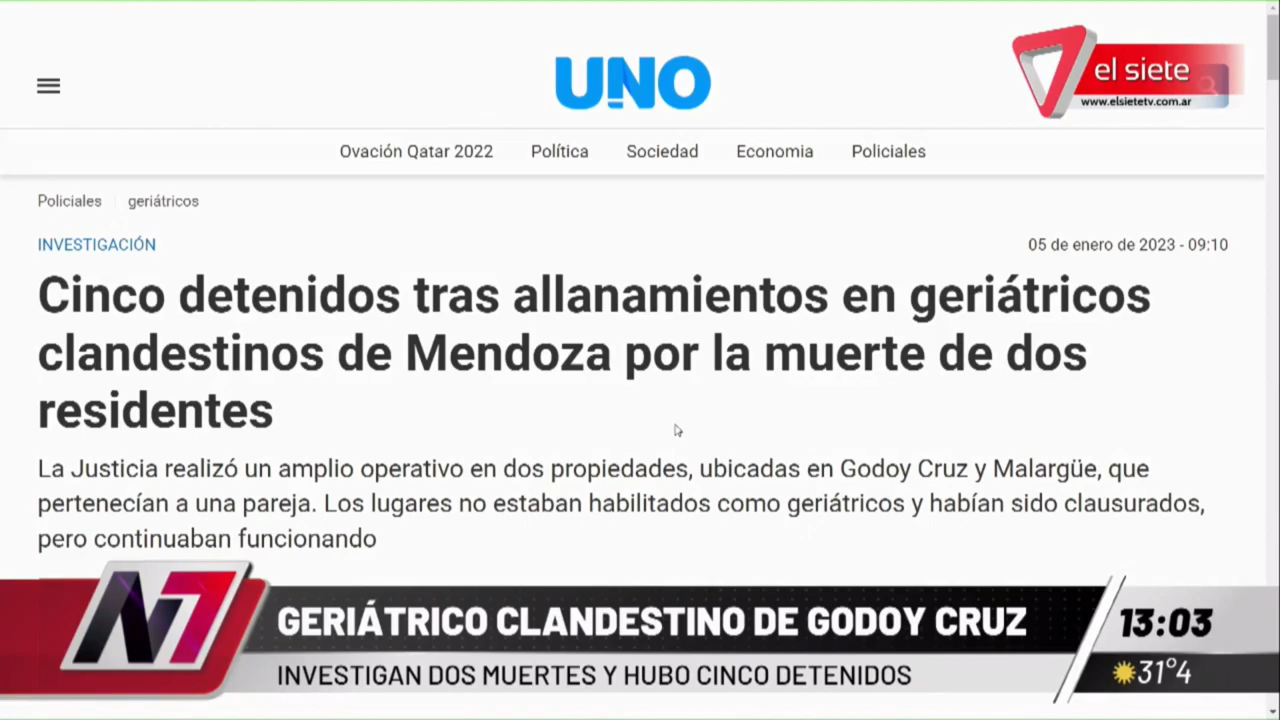 UNO
el siete
www.elsietetv.com.ar
Ovación Qatar 2022 Política Sociedad Economia Policiales
Policiales geriátricos
INVESTIGACIÓN 05 de enero de 2023 - 09:10
Cinco detenidos tras allanamientos en geriátricos
clandestinos de Mendoza por la muerte de dos
residentes
La Justicia realizó un amplio operativo en dos propiedades, ubicadas en Godoy Cruz y Malargüe, que
pertenecían a una pareja. Los lugares no estaban habilitados como geriátricos y habían sido clausurados,
pero continuaban funcionando
N7
GERIÁTRICO CLANDESTINO DE GODOY CRUZ
13:03
INVESTIGAN DOS MUERTES Y HUBO CINCO DETENIDOS
31°4